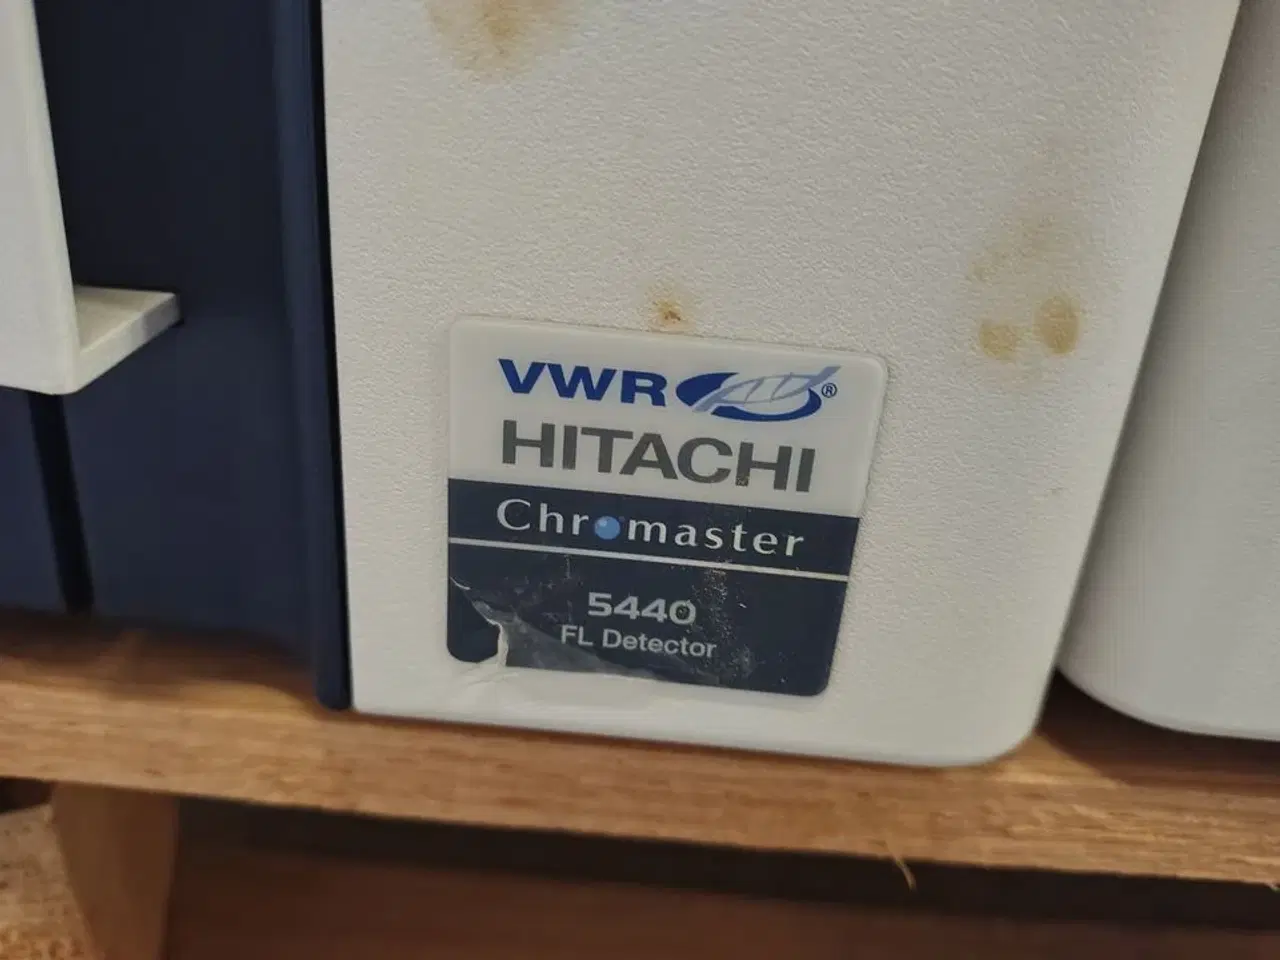 VWR®
HITACHI
Chromaster
5440
FL Detector